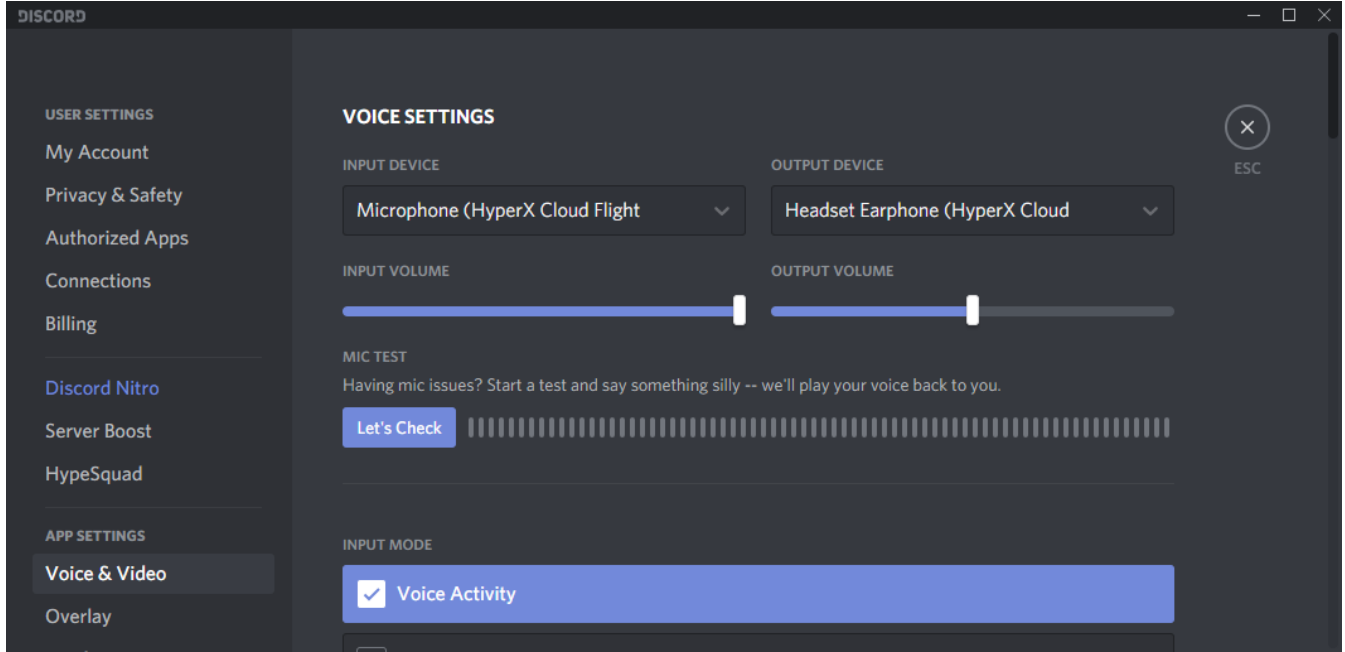 DISCORD
USER SETTINGS
My Account
Privacy & Safety
Authorized Apps
Connections
Billing
Discord Nitro
Server Boost
HypeSquad
APP SETTINGS
Voice & Video
Overlay
VOICE SETTINGS
INPUT DEVICE
Microphone (HyperX Cloud Flight
OUTPUT DEVICE
Headset Earphone (HyperX Cloud
ESC
INPUT VOLUME
OUTPUT VOLUME
MIC TEST
Having mic issues? Start a test and say something silly -- we'll play your voice back to you.
Let's Check
INPUT MODE
Voice Activity